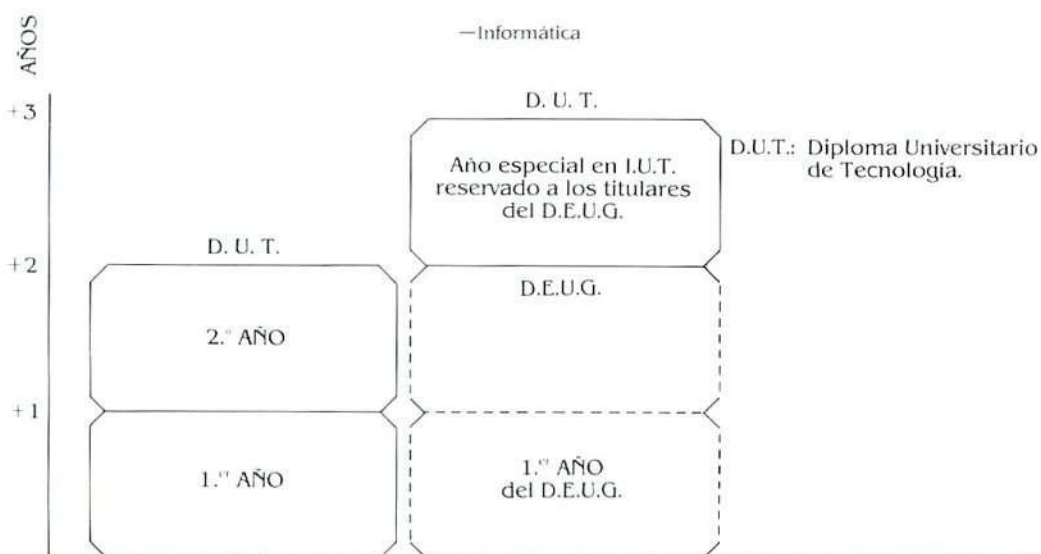 AÑOS
—Informática
+3
D. U. T.
Año especial en I.U.T.
reservado a los titulares
del D.E.U.G.
D.U.T.: Diploma Universitario
de Tecnología.
D. U. T.
+2
D.E.U.G.
2.º AÑO
+1
1.er AÑO
1.er AÑO
del D.E.U.G.